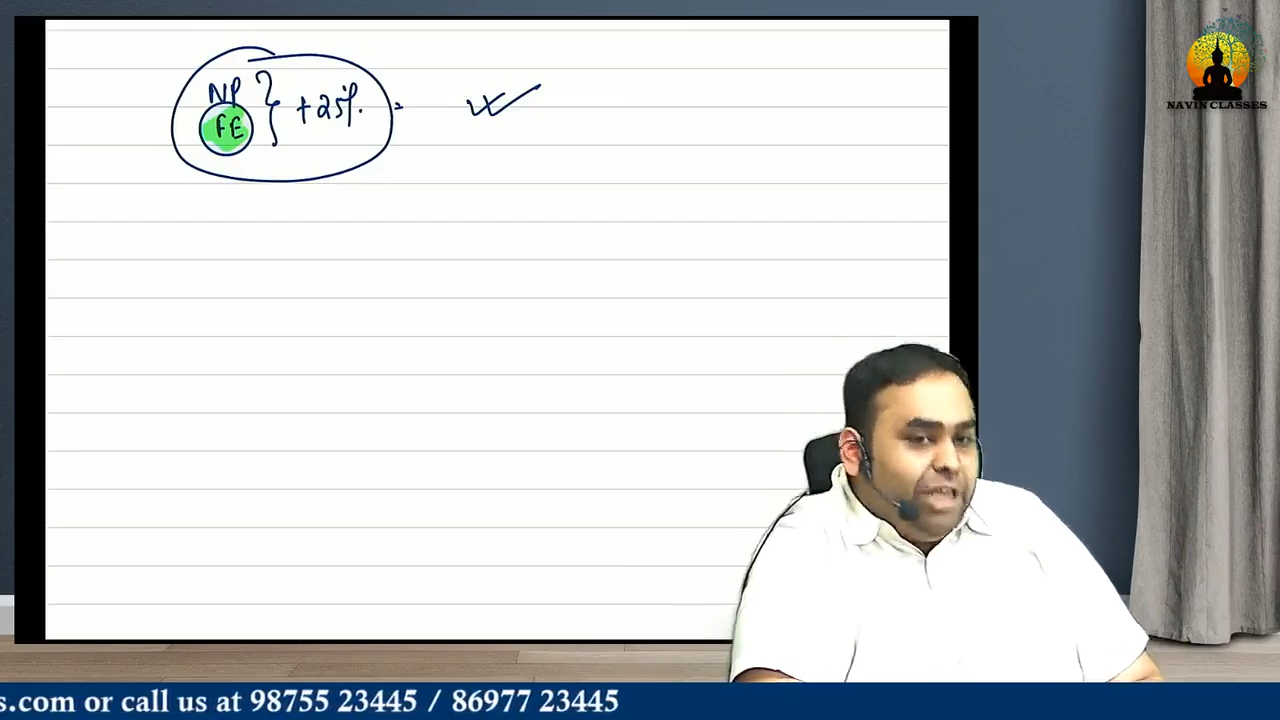 NP } + 25%. =
FE
NAVIN CLASSES
s.com or call us at 98755 23445 / 86977 23445